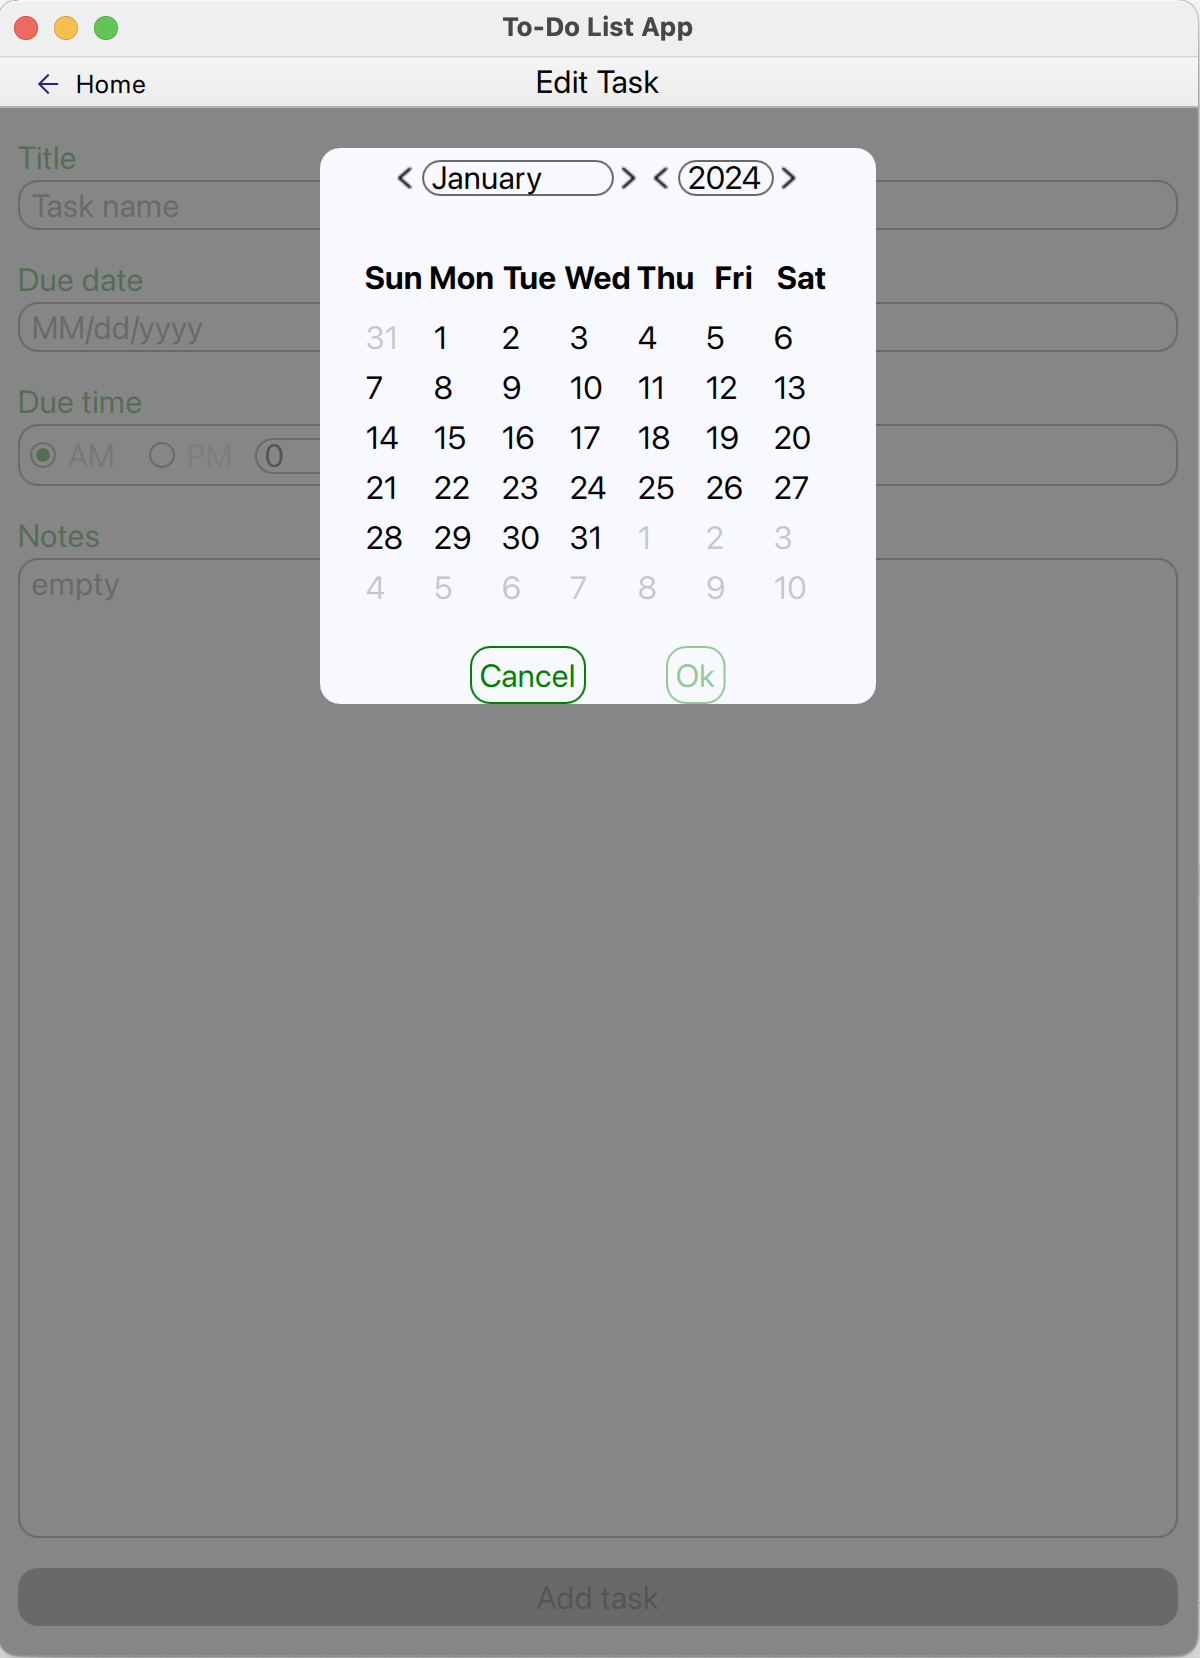 To-Do List App
← Home
Edit Task
Title
Task name
Due date
MM/dd/yyyy
Due time
AM PM 0
Notes
empty
< January > < 2024 >
Sun Mon Tue Wed Thu Fri Sat
31 1 2 3 4 5 6
7 8 9 10 11 12 13
14 15 16 17 18 19 20
21 22 23 24 25 26 27
28 29 30 31 1 2 3
4 5 6 7 8 9 10
Cancel Ok
Add task